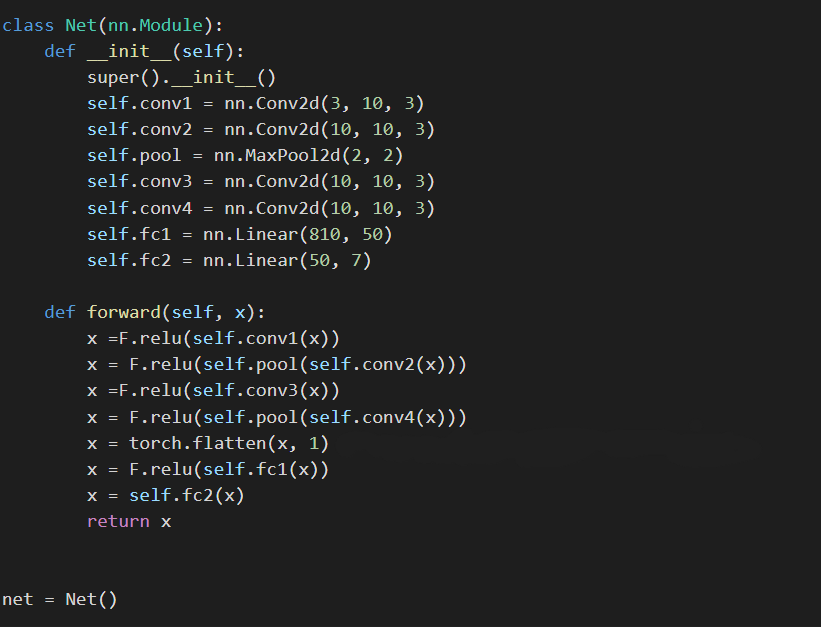 class Net(nn.Module):
    def __init__(self):
        super().__init__()
        self.conv1 = nn.Conv2d(3, 10, 3)
        self.conv2 = nn.Conv2d(10, 10, 3)
        self.pool = nn.MaxPool2d(2, 2)
        self.conv3 = nn.Conv2d(10, 10, 3)
        self.conv4 = nn.Conv2d(10, 10, 3)
        self.fc1 = nn.Linear(810, 50)
        self.fc2 = nn.Linear(50, 7)

    def forward(self, x):
        x =F.relu(self.conv1(x))
        x = F.relu(self.pool(self.conv2(x)))
        x =F.relu(self.conv3(x))
        x = F.relu(self.pool(self.conv4(x)))
        x = torch.flatten(x, 1)
        x = F.relu(self.fc1(x))
        x = self.fc2(x)
        return x


net = Net()